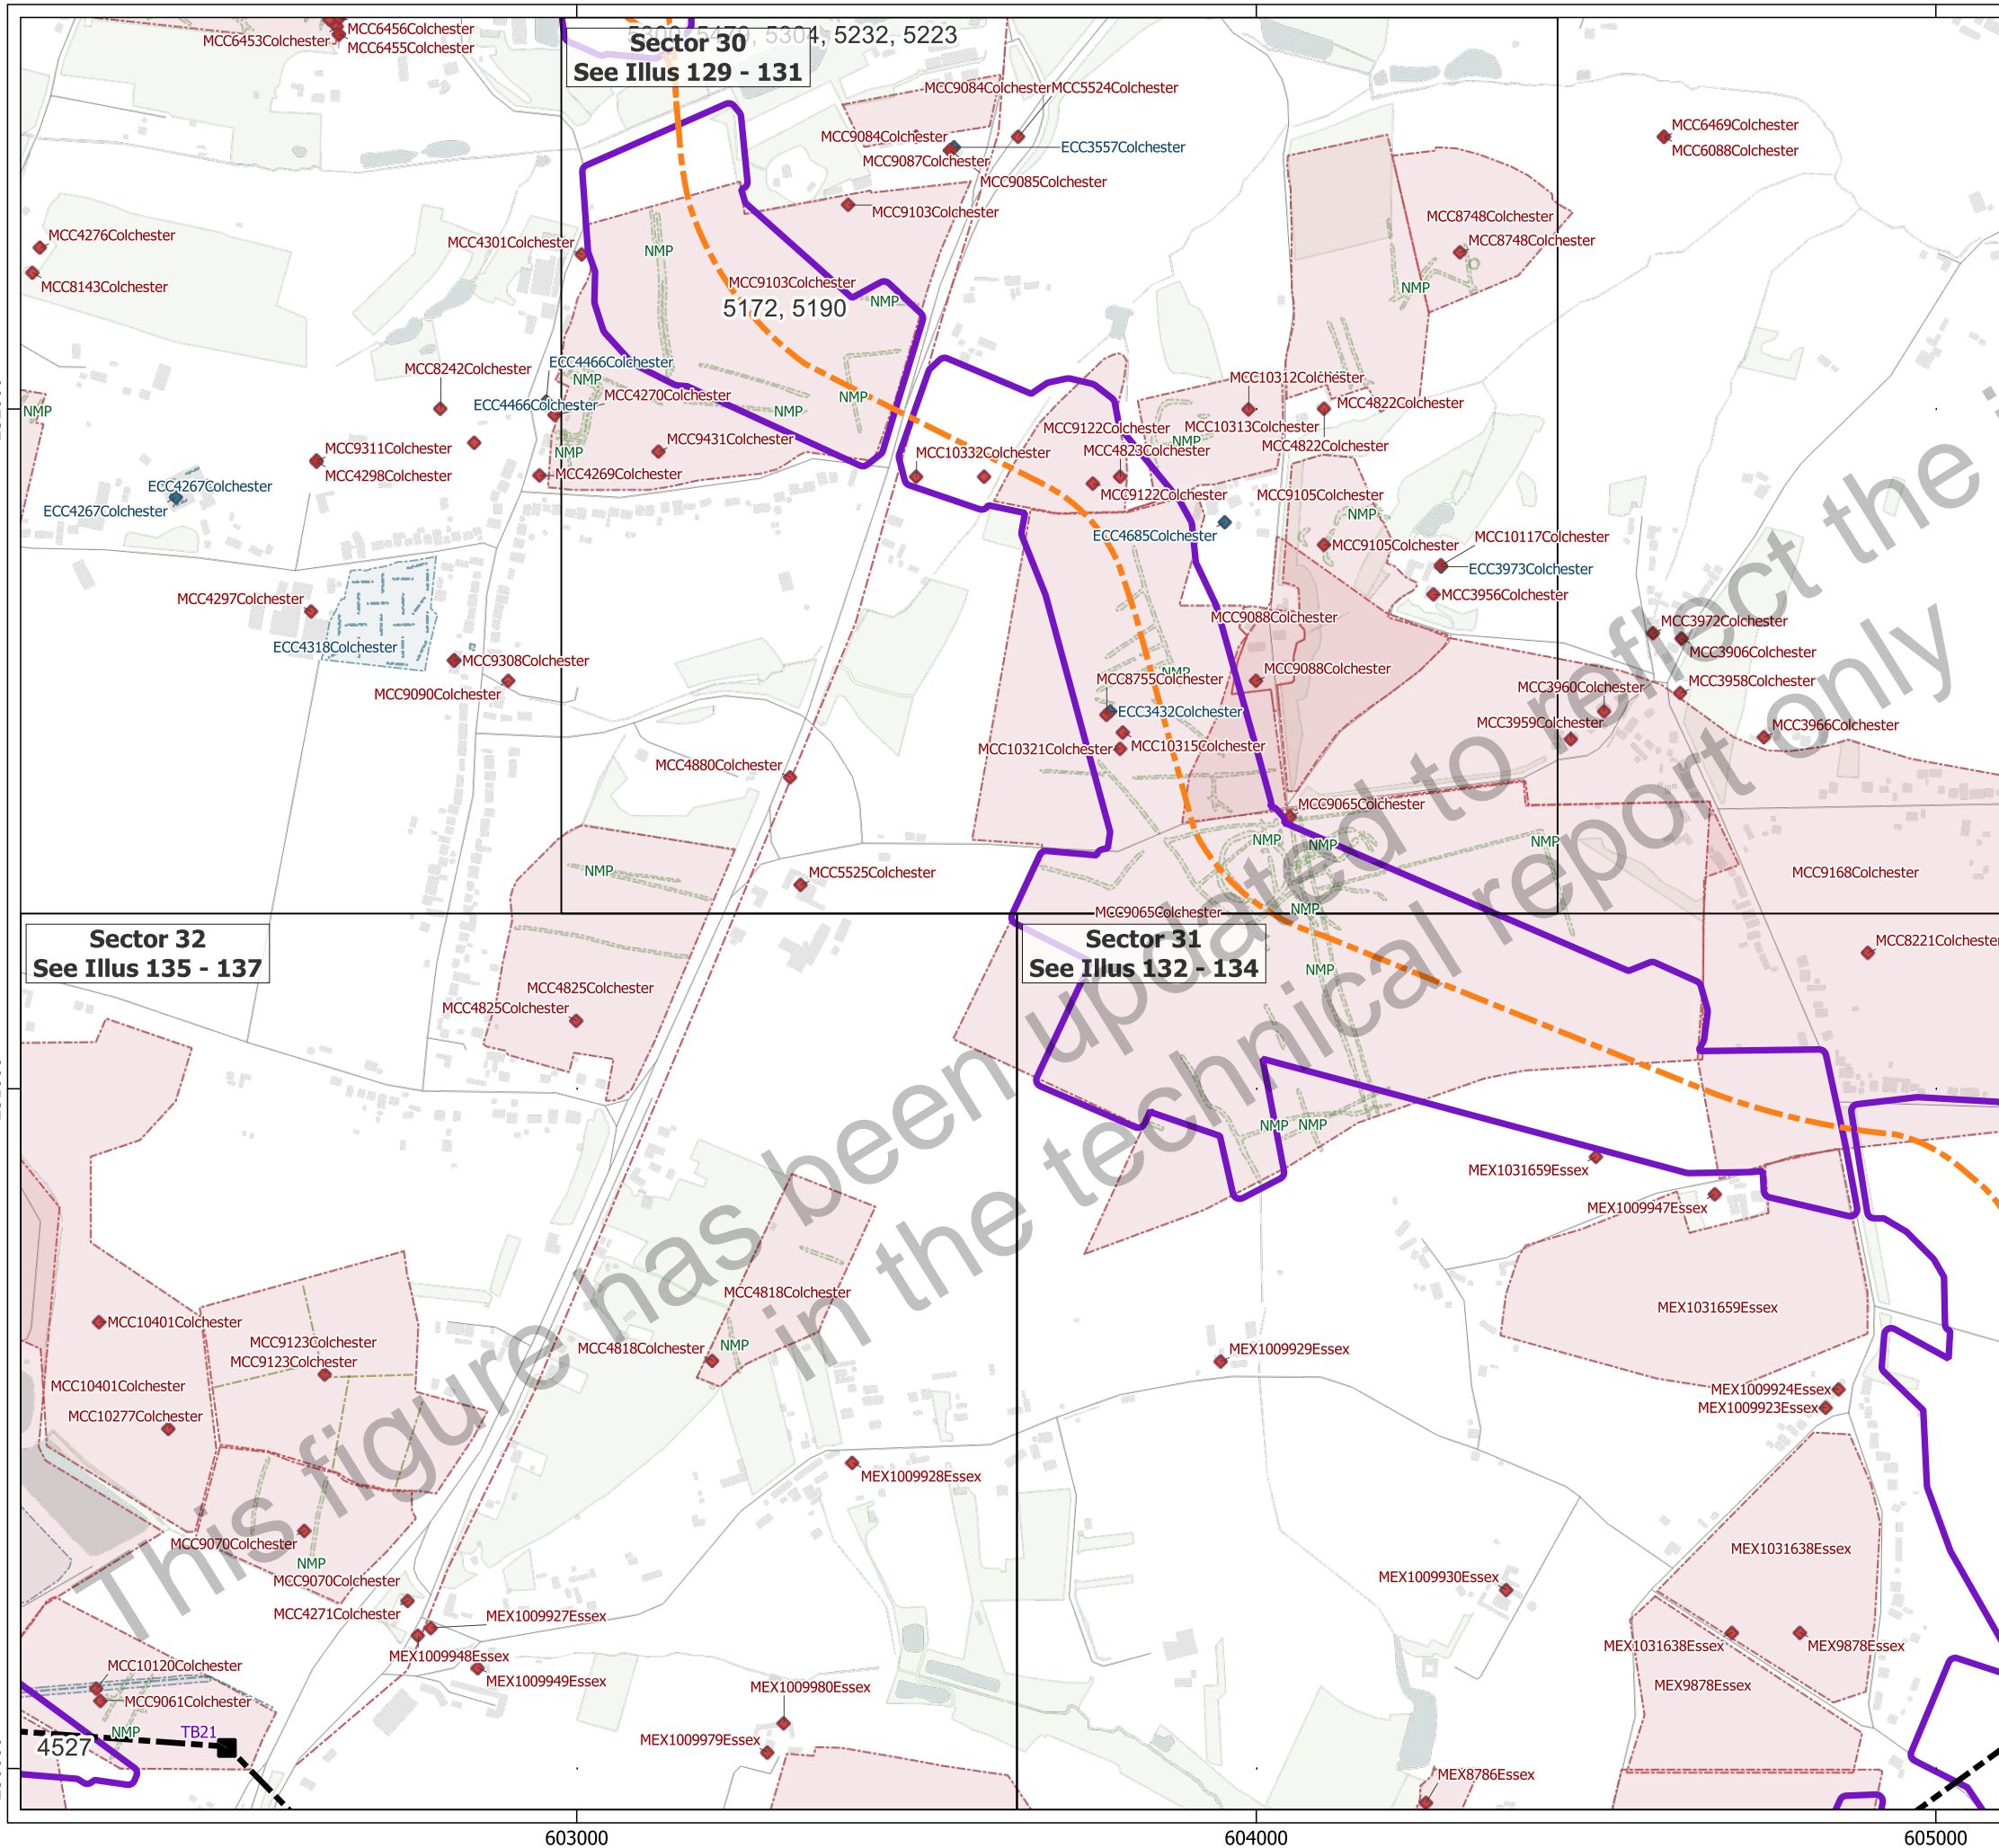 MCC6456Colchester
MCC6453Colchester
MCC6455Colchester
5300, 5479, 5304, 5232, 5223
Sector 30
See Illus 129 - 131
MCC9084Colchester
MCC5524Colchester
MCC9084Colchester
ECC3557Colchester
MCC9087Colchester
MCC9085Colchester
MCC9103Colchester
MCC6469Colchester
MCC6088Colchester
MCC4276Colchester
MCC8143Colchester
MCC4301Colchester
NMP
MCC9103Colchester
NMP
5172, 5190
MCC8748Colchester
MCC8748Colchester
NMP
MCC8242Colchester
ECC4466Colchester
NMP
ECC4466Colchester
MCC4270Colchester
NMP
NMP
NMP
MCC9431Colchester
NMP
MCC4269Colchester
MCC9311Colchester
MCC4298Colchester
ECC4267Colchester
ECC4267Colchester
MCC10312Colchester
MCC4822Colchester
MCC9122Colchester
MCC10313Colchester
NMP
MCC4823Colchester
MCC4822Colchester
MCC10332Colchester
MCC9122Colchester
MCC9105Colchester
NMP
ECC4685Colchester
MCC9105Colchester
MCC10117Colchester
ECC3973Colchester
MCC3956Colchester
MCC4297Colchester
ECC4318Colchester
MCC9308Colchester
MCC9090Colchester
MCC9088Colchester
MCC9088Colchester
NMP
MCC8755Colchester
ECC3432Colchester
MCC10321Colchester
MCC10315Colchester
MCC3972Colchester
MCC3906Colchester
MCC3958Colchester
MCC3960Colchester
MCC3959Colchester
MCC3966Colchester
MCC4880Colchester
MCC9065Colchester
NMP
NMP
NMP
MCC9168Colchester
NMP
MCC5525Colchester
MCC9065Colchester
NMP
Sector 32
See Illus 135 - 137
Sector 31
See Illus 132 - 134
NMP
MCC8221Colchester
MCC4825Colchester
MCC4825Colchester
NMP
NMP
MEX1031659Essex
MEX1009947Essex
MCC4818Colchester
MCC4818Colchester
NMP
MEX1031659Essex
MEX1009929Essex
MCC10401Colchester
MCC9123Colchester
MCC9123Colchester
MCC10401Colchester
MCC10277Colchester
MEX1009924Essex
MEX1009923Essex
MEX1009928Essex
MCC9070Colchester
NMP
MCC9070Colchester
MCC4271Colchester
MEX1009927Essex
MEX1009948Essex
MEX1009949Essex
MEX1031638Essex
MEX1009930Essex
MEX1031638Essex
MEX9878Essex
MEX9878Essex
MCC10120Colchester
MCC9061Colchester
NMP
TB21
4527
MEX1009980Essex
MEX1009979Essex
MEX8786Essex
603000
604000
605000
This figure has been updated to reflect the
in the technical report only